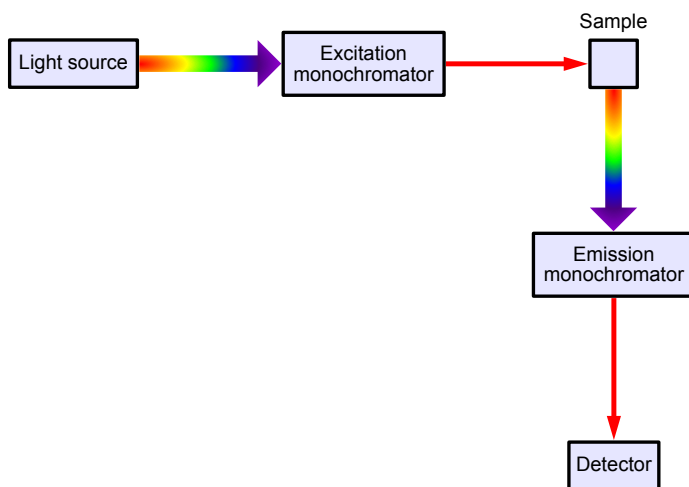 Sample
Light source
Excitation
monochromator
Emission
monochromator
Detector